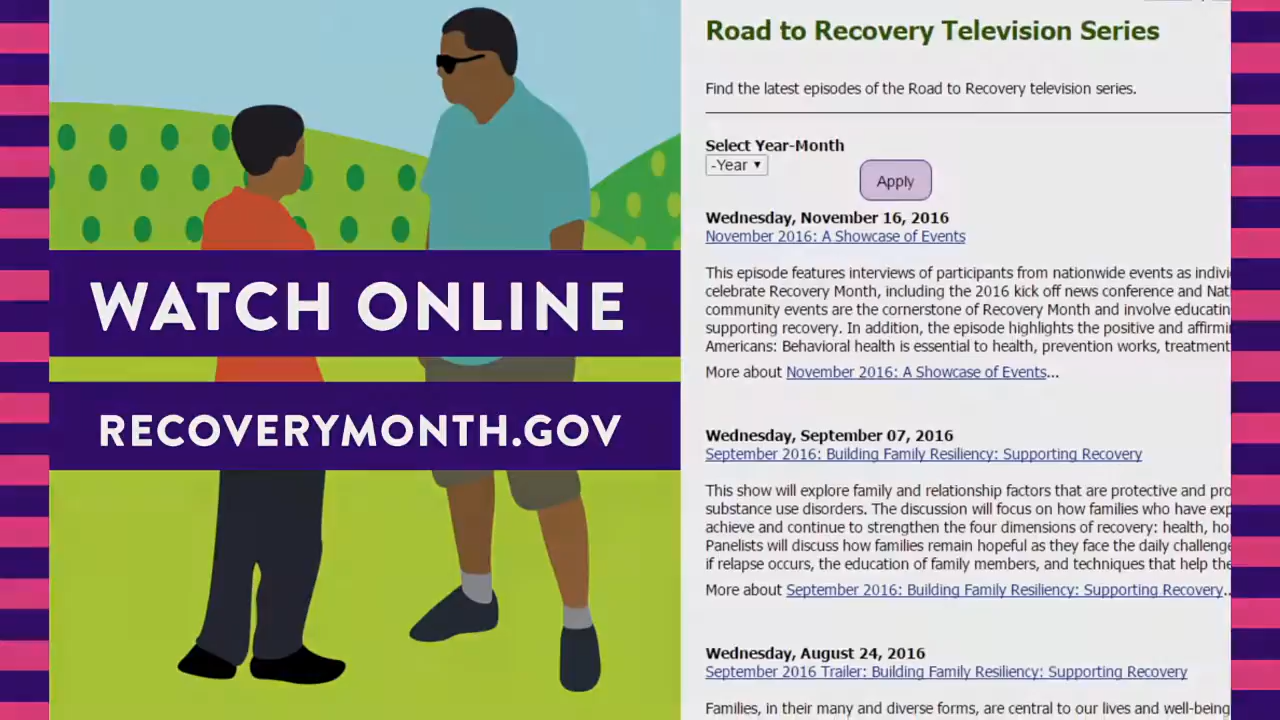 WATCH ONLINE
RECOVERYMONTH.GOV
Road to Recovery Television Series
Find the latest episodes of the Road to Recovery television series.
Select Year-Month
-Year
Apply
Wednesday, November 16, 2016
November 2016: A Showcase of Events
This episode features interviews of participants from nationwide events as
celebrate Recovery Month, including the 2016 kick off news conference and
community events are the cornerstone of Recovery Month and involve
supporting recovery. In addition, the episode highlights the positive and
Americans: Behavioral health is essential to health, prevention works, treatment
More about November 2016: A Showcase of Events...
Wednesday, September 07, 2016
September 2016: Building Family Resiliency: Supporting Recovery
This show will explore family and relationship factors that are protective and
substance use disorders. The discussion will focus on how families who have
achieve and continue to strengthen the four dimensions of recovery: health,
Panelists will discuss how families remain hopeful as they face the daily
if relapse occurs, the education of family members, and techniques that help
More about September 2016: Building Family Resiliency: Supporting Recovery..
Wednesday, August 24, 2016
September 2016 Trailer: Building Family Resiliency: Supporting Recovery
Families, in their many and diverse forms, are central to our lives and well-being